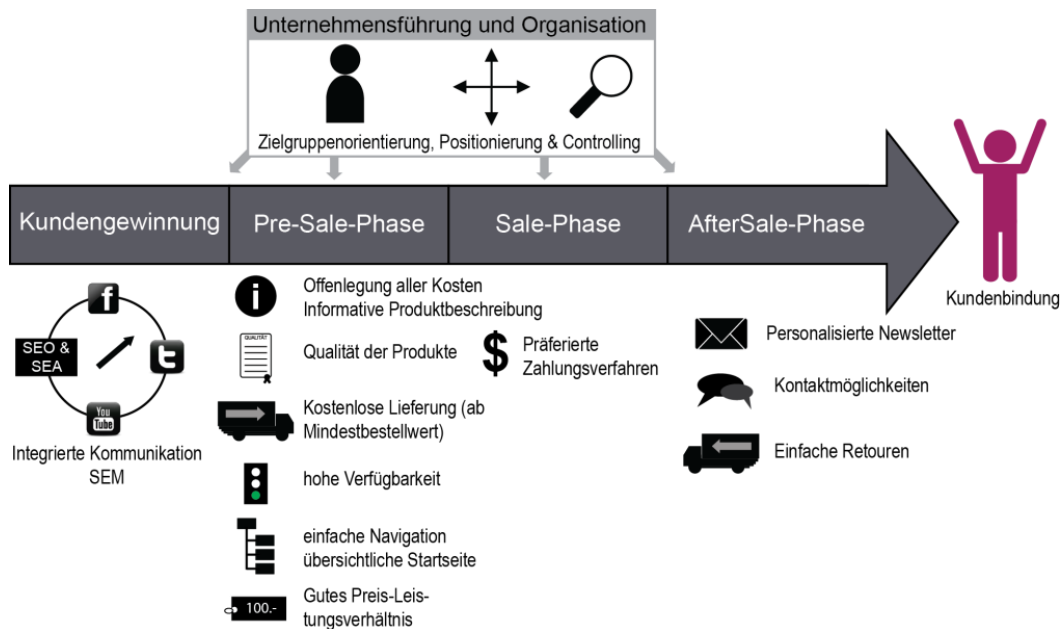 Unternehmensführung und Organisation
Zielgruppenorientierung, Positionierung & Controlling
Kundengewinnung
Pre-Sale-Phase
Sale-Phase
AfterSale-Phase
Kundenbindung
f
SEO &
SEA
t
You
Tube
Integrierte Kommunikation
SEM
i
Offenlegung aller Kosten
Informative Produktbeschreibung
QUALITÄT
Qualität der Produkte
Kostenlose Lieferung (ab
Mindestbestellwert)
hohe Verfügbarkeit
einfache Navigation
übersichtliche Startseite
100.-
Gutes Preis-Leis-
tungsverhältnis
$
Präferierte
Zahlungsverfahren
Personalisierte Newsletter
Kontaktmöglichkeiten
Einfache Retouren